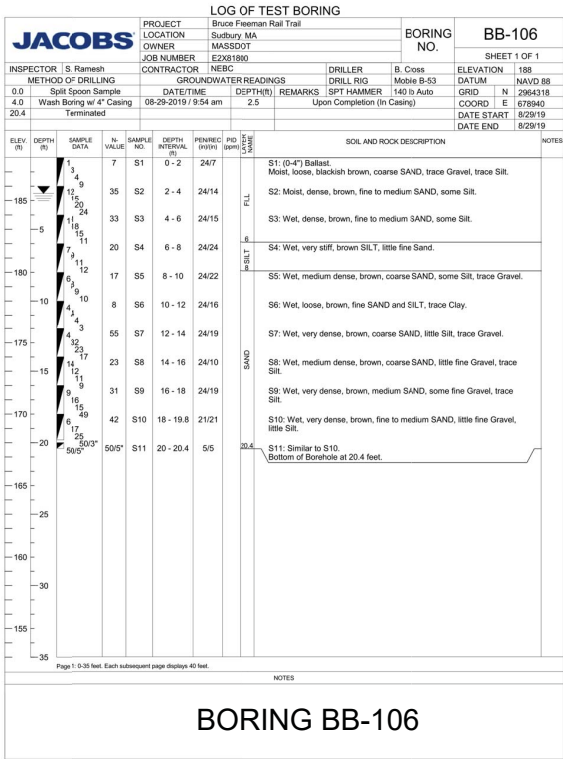 LOG OF TEST BORING
JACOBS
PROJECT Bruce Freeman Rail Trail
LOCATION Sudbury MA
OWNER MASSDOT
JOB NUMBER E2X81800
BORING NO. BB-106
SHEET 1 OF 1
INSPECTOR S. Ramesh CONTRACTOR NEBC DRILLER B. Cross ELEVATION 188
METHOD OF DRILLING GROUNDWATER READINGS DRILL RIG Mobile B-53 DATUM NAVD 88
0.0 Split Spoon Sample DATE/TIME DEPTH(ft) REMARKS SPT HAMMER 140 lb Auto GRID N 2964318
4.0 Wash Boring w/ 4" Casing 08-29-2019 / 9:54 am 2.5 Upon Completion (In Casing) COORD E 678940
20.4 Terminated DATE START 8/29/19
DATE END 8/29/19
ELEV. (ft) DEPTH (ft) SAMPLE DATA N-VALUE SAMPLE NO. DEPTH INTERVAL (ft) PEN/REC (in)/(in) PID (ppm) LAYER NAME SOIL AND ROCK DESCRIPTION NOTES
1 3 4 9 7 S1 0 - 2 24/7 S1: (0-4") Ballast.
Moist, loose, blackish brown, coarse SAND, trace Gravel, trace Silt.
185 12 15 20 24 35 S2 2 - 4 24/14 FILL S2: Moist, dense, brown, fine to medium SAND, some Silt.
5 18 15 11 33 S3 4 - 6 24/15 S3: Wet, dense, brown, fine to medium SAND, some Silt.
6
7 9 11 12 20 S4 6 - 8 24/24 SILT S4: Wet, very stiff, brown SILT, little fine Sand.
8
180 6 9 10 17 S5 8 - 10 24/22 S5: Wet, medium dense, brown, coarse SAND, some Silt, trace Gravel.
10 4 4 4 3 8 S6 10 - 12 24/16 S6: Wet, loose, brown, fine SAND and SILT, trace Clay.
175 4 32 23 17 55 S7 12 - 14 24/19 S7: Wet, very dense, brown, coarse SAND, little Silt, trace Gravel.
15 14 12 11 9 23 S8 14 - 16 24/10 SAND S8: Wet, medium dense, brown, coarse SAND, little fine Gravel, trace
Silt.
9 16 15 49 31 S9 16 - 18 24/19 S9: Wet, very dense, brown, medium SAND, some fine Gravel, trace
Silt.
170 6 17 25 50/3" 42 S10 18 - 19.8 21/21 S10: Wet, very dense, brown, fine to medium SAND, little fine Gravel,
little Silt.
20 50/5" 50/5" S11 20 - 20.4 5/5 20.4 S11: Similar to S10.
Bottom of Borehole at 20.4 feet.
165
25
160
30
155
35
Page 1: 0-35 feet. Each subsequent page displays 40 feet.
NOTES
BORING BB-106